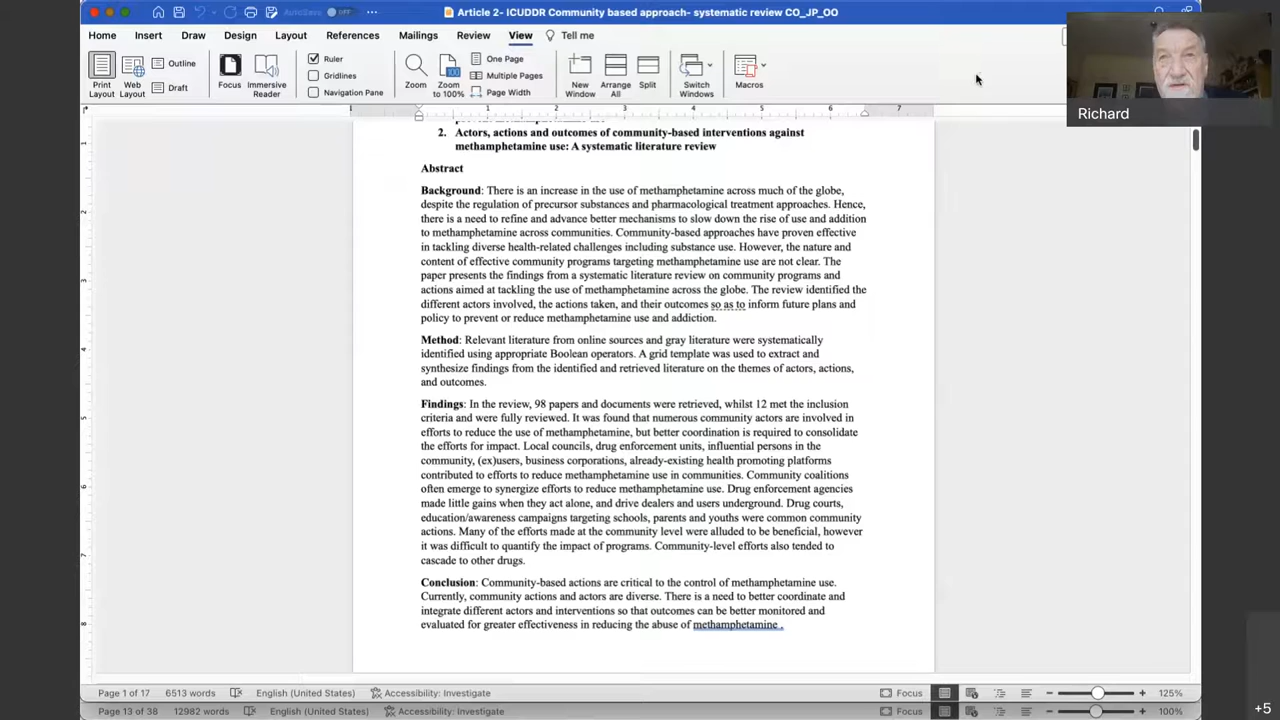 AutoSave
OFF
Article 2- ICUDDR Community based approach- systematic review CO_JP_OO
Home
Insert
Draw
Design
Layout
References
Mailings
Review
View
Tell me
Print
Layout
Web
Layout
Outline
Draft
Focus
Immersive
Reader
Ruler
Gridlines
Navigation Pane
Zoom
Zoom
to 100%
One Page
Multiple Pages
Page Width
New
Window
Arrange
All
Split
Switch
Windows
Macros
Richard
1
1
2
3
4
5
6
7
2. Actors, actions and outcomes of community-based interventions against
methamphetamine use: A systematic literature review
Abstract
Background: There is an increase in the use of methamphetamine across much of the globe,
despite the regulation of precursor substances and pharmacological treatment approaches. Hence,
there is a need to refine and advance better mechanisms to slow down the rise of use and addition
to methamphetamine across communities. Community-based approaches have proven effective
in tackling diverse health-related challenges including substance use. However, the nature and
content of effective community programs targeting methamphetamine use are not clear. The
paper presents the findings from a systematic literature review on community programs and
actions aimed at tackling the use of methamphetamine across the globe. The review identified the
different actors involved, the actions taken, and their outcomes so as to inform future plans and
policy to prevent or reduce methamphetamine use and addiction.
Method: Relevant literature from online sources and gray literature were systematically
identified using appropriate Boolean operators. A grid template was used to extract and
synthesize findings from the identified and retrieved literature on the themes of actors, actions,
and outcomes.
Findings: In the review, 98 papers and documents were retrieved, whilst 12 met the inclusion
criteria and were fully reviewed. It was found that numerous community actors are involved in
efforts to reduce the use of methamphetamine, but better coordination is required to consolidate
the efforts for impact. Local councils, drug enforcement units, influential persons in the
community, (ex)users, business corporations, already-existing health promoting platforms
contributed to efforts to reduce methamphetamine use in communities. Community coalitions
often emerge to synergize efforts to reduce methamphetamine use. Drug enforcement agencies
made little gains when they act alone, and drive dealers and users underground. Drug courts,
education/awareness campaigns targeting schools, parents and youths were common community
actions. Many of the efforts made at the community level were alluded to be beneficial, however
it was difficult to quantify the impact of programs. Community-level efforts also tended to
cascade to other drugs.
Conclusion: Community-based actions are critical to the control of methamphetamine use.
Currently, community actions and actors are diverse. There is a need to better coordinate and
integrate different actors and interventions so that outcomes can be better monitored and
evaluated for greater effectiveness in reducing the abuse of methamphetamine .
Page 1 of 17
6513 words
English (United States)
Accessibility: Investigate
Focus
125%
Page 13 of 38
12982 words
English (United States)
Accessibility: Investigate
Focus
100%
+5